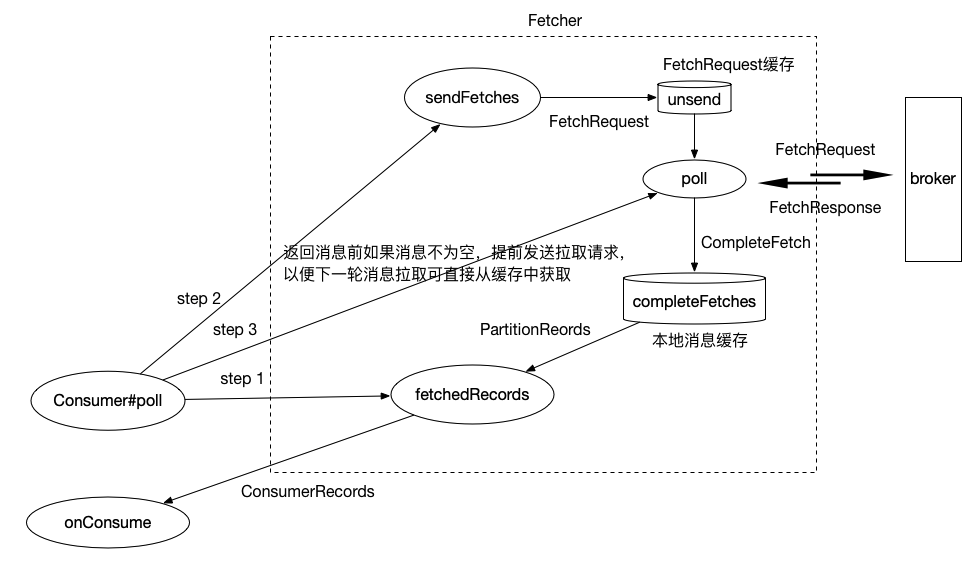 Fetcher
FetchRequest缓存
sendFetches
unsend
FetchRequest
FetchRequest
poll
broker
FetchResponse
CompleteFetch
返回消息前如果消息不为空，提前发送拉取请求，
以便下一轮消息拉取可直接从缓存中获取
step 2
completeFetches
step 3
PartitionReords
本地消息缓存
step 1
Consumer#poll
fetchedRecords
ConsumerRecords
onConsume